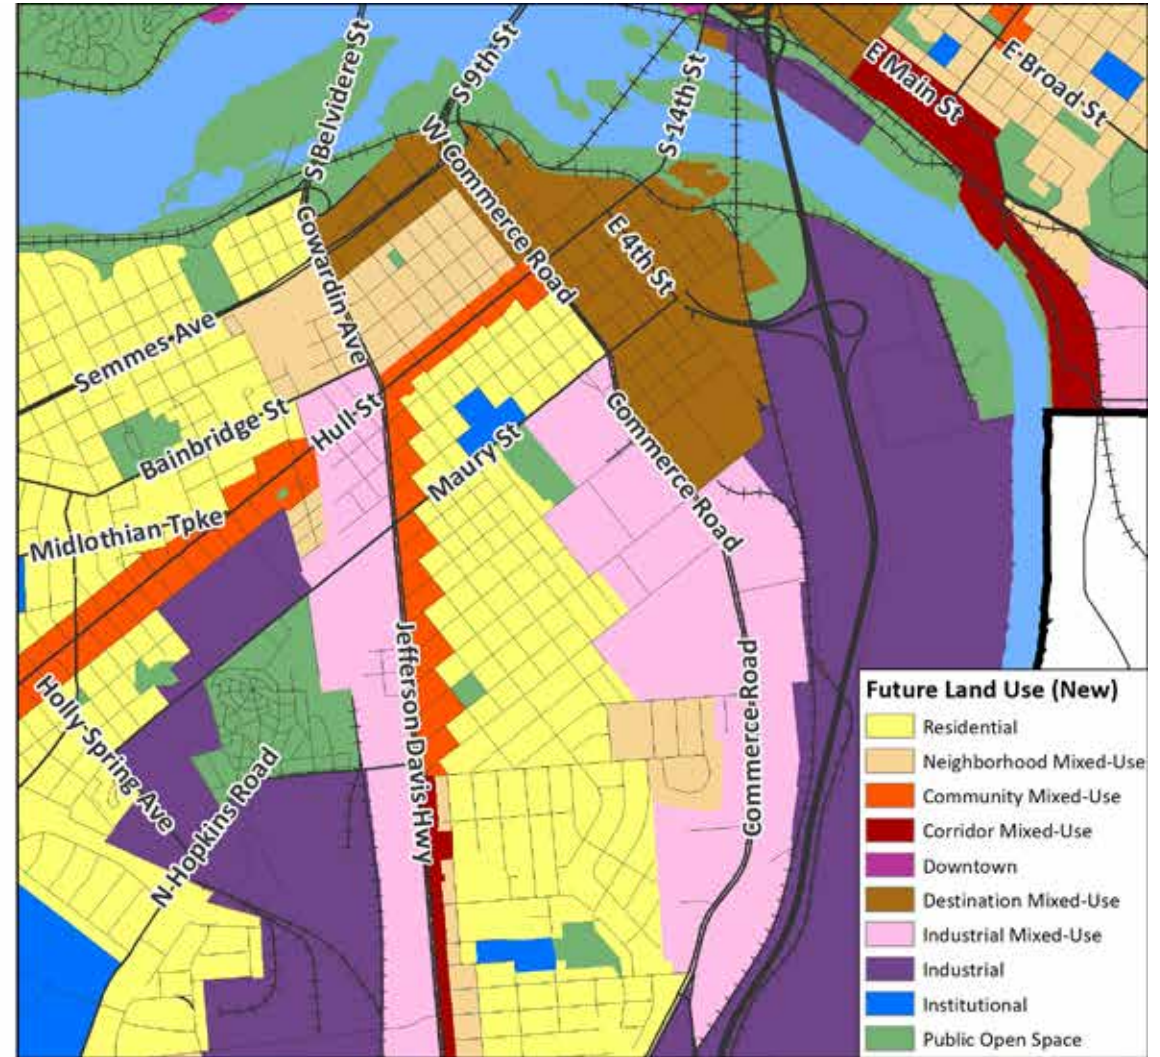 S Belvidere St
S 9th St
S 14th St
E Main St
E Broad St
W Commerce Road
Cowardin Ave
E 4th St
Semmes Ave
Bainbridge St
Hull St
Maury St
Commerce Road
Midlothian Tpke
Holly Spring Ave
N Hopkins Road
Jefferson Davis Hwy
Commerce Road
Future Land Use (New)
Residential
Neighborhood Mixed-Use
Community Mixed-Use
Corridor Mixed-Use
Downtown
Destination Mixed-Use
Industrial Mixed-Use
Industrial
Institutional
Public Open Space